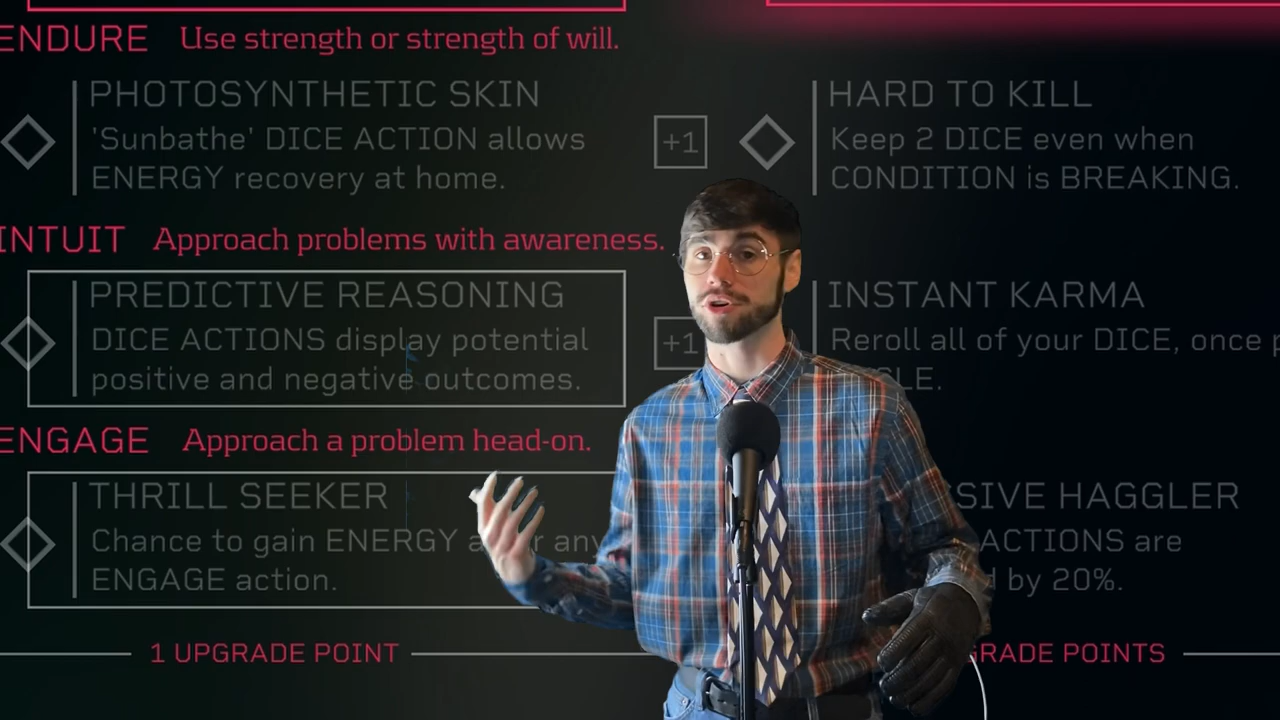 ENDURE Use strength or strength of will.
PHOTOSYNTHETIC SKIN
'Sunbathe' DICE ACTION allows
ENERGY recovery at home.
+1
HARD TO KILL
Keep 2 DICE even when
CONDITION is BREAKING.
INTUIT Approach problems with awareness.
PREDICTIVE REASONING
DICE ACTIONS display potential
positive and negative outcomes.
+1
INSTANT KARMA
Reroll all of your DICE, once
ENGAGE Approach a problem head-on.
THRILL SEEKER
Chance to gain ENERGY any
ENGAGE action.
HAGGLER
ACTIONS are
by 20%.
1 UPGRADE POINT
POINTS